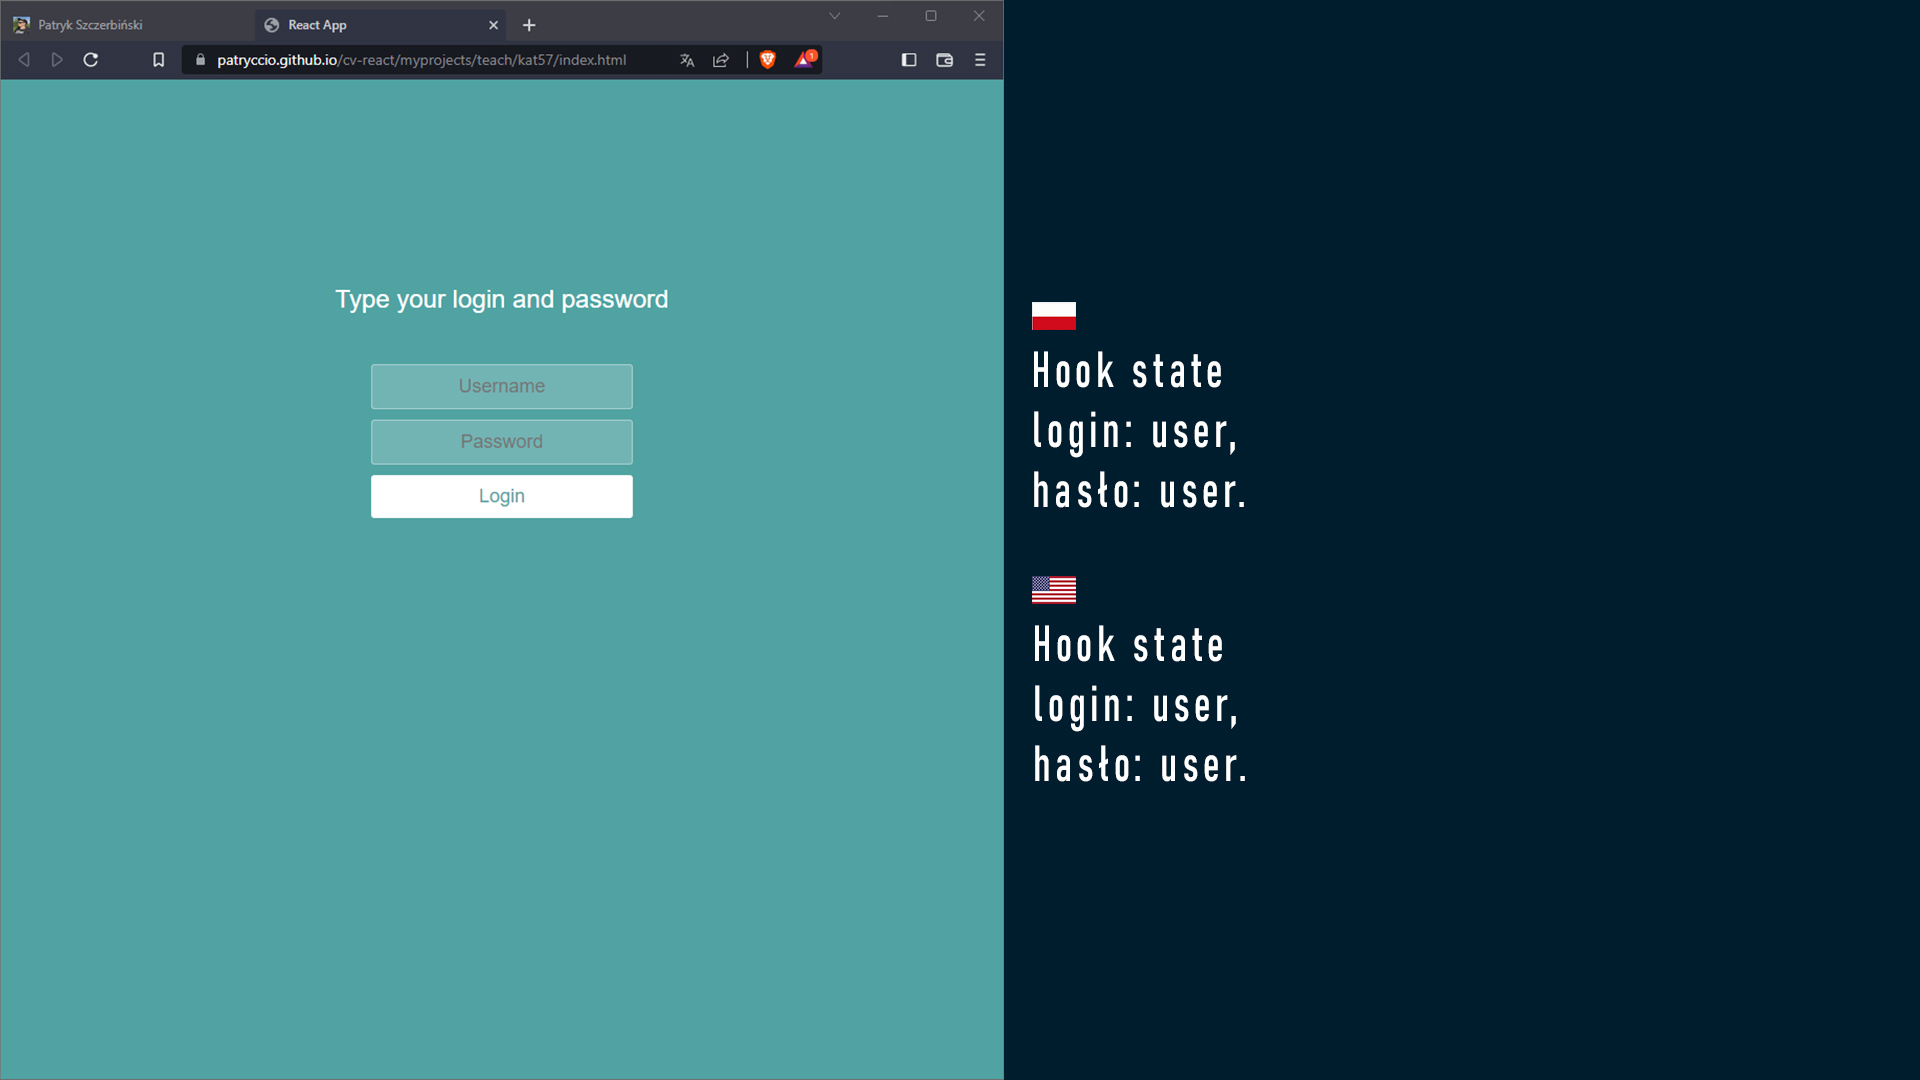 Patryk Szczerbiński
React App
patryccio.github.io/cv-react/myprojects/teach/kat57/index.html
1
Type your login and password
Username
Password
Login
Hook state
login: user,
hasło: user.
Hook state
login: user,
hasło: user.